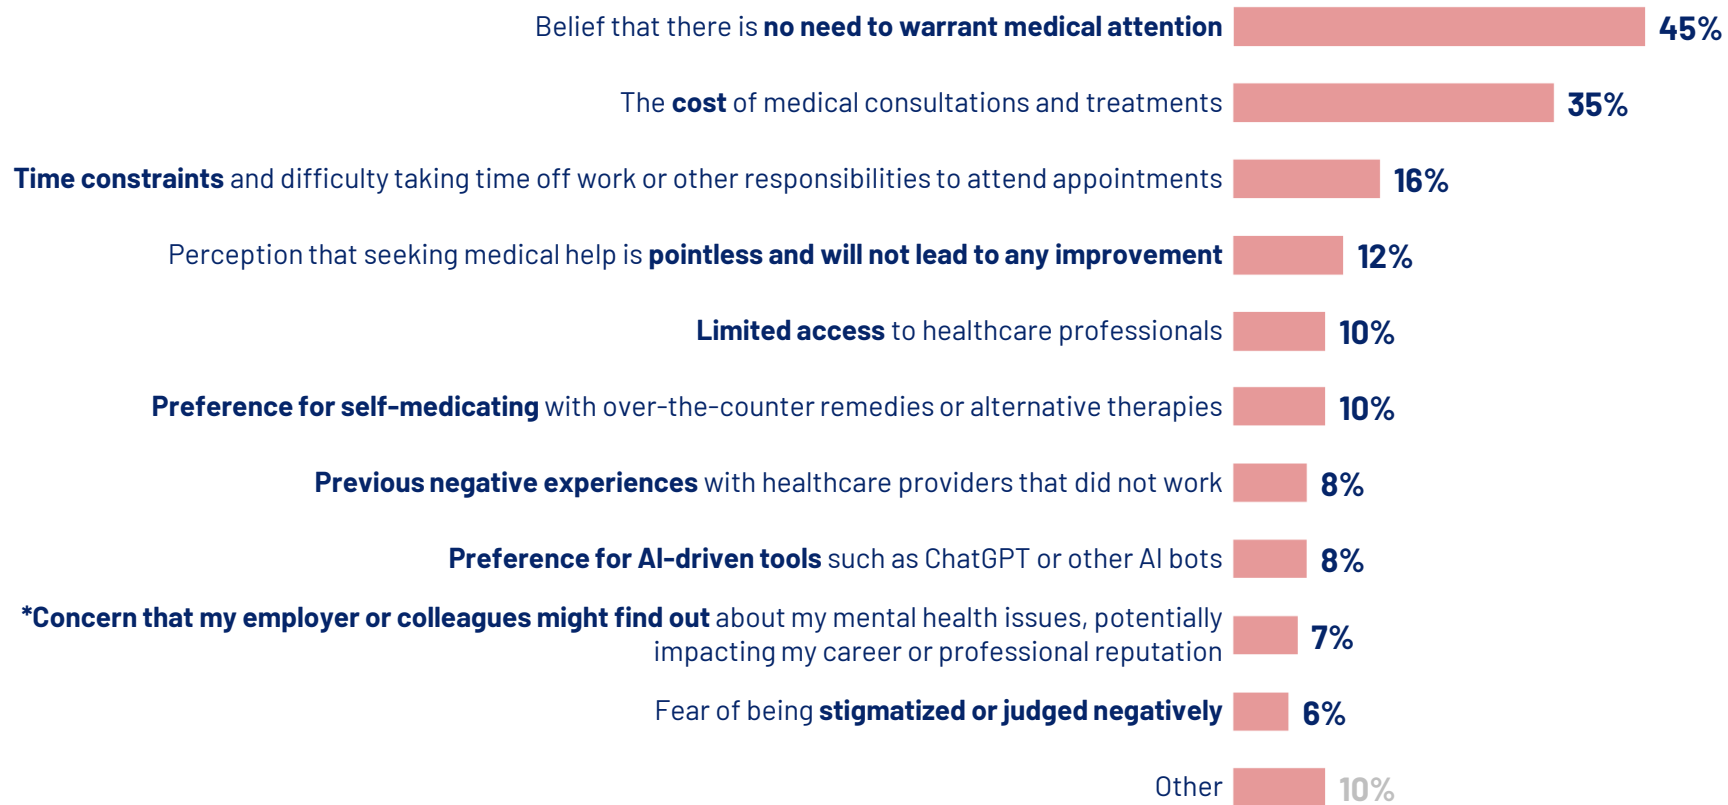 Belief that there is no need to warrant medical attention 45%
The cost of medical consultations and treatments 35%
Time constraints and difficulty taking time off work or other responsibilities to attend appointments 16%
Perception that seeking medical help is pointless and will not lead to any improvement 12%
Limited access to healthcare professionals 10%
Preference for self-medicating with over-the-counter remedies or alternative therapies 10%
Previous negative experiences with healthcare providers that did not work 8%
Preference for AI-driven tools such as ChatGPT or other AI bots 8%
*Concern that my employer or colleagues might find out about my mental health issues, potentially
impacting my career or professional reputation 7%
Fear of being stigmatized or judged negatively 6%
Other 10%